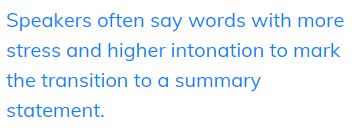 Speakers often say words with more
stress and higher intonation to mark
the transition to a summary
statement.